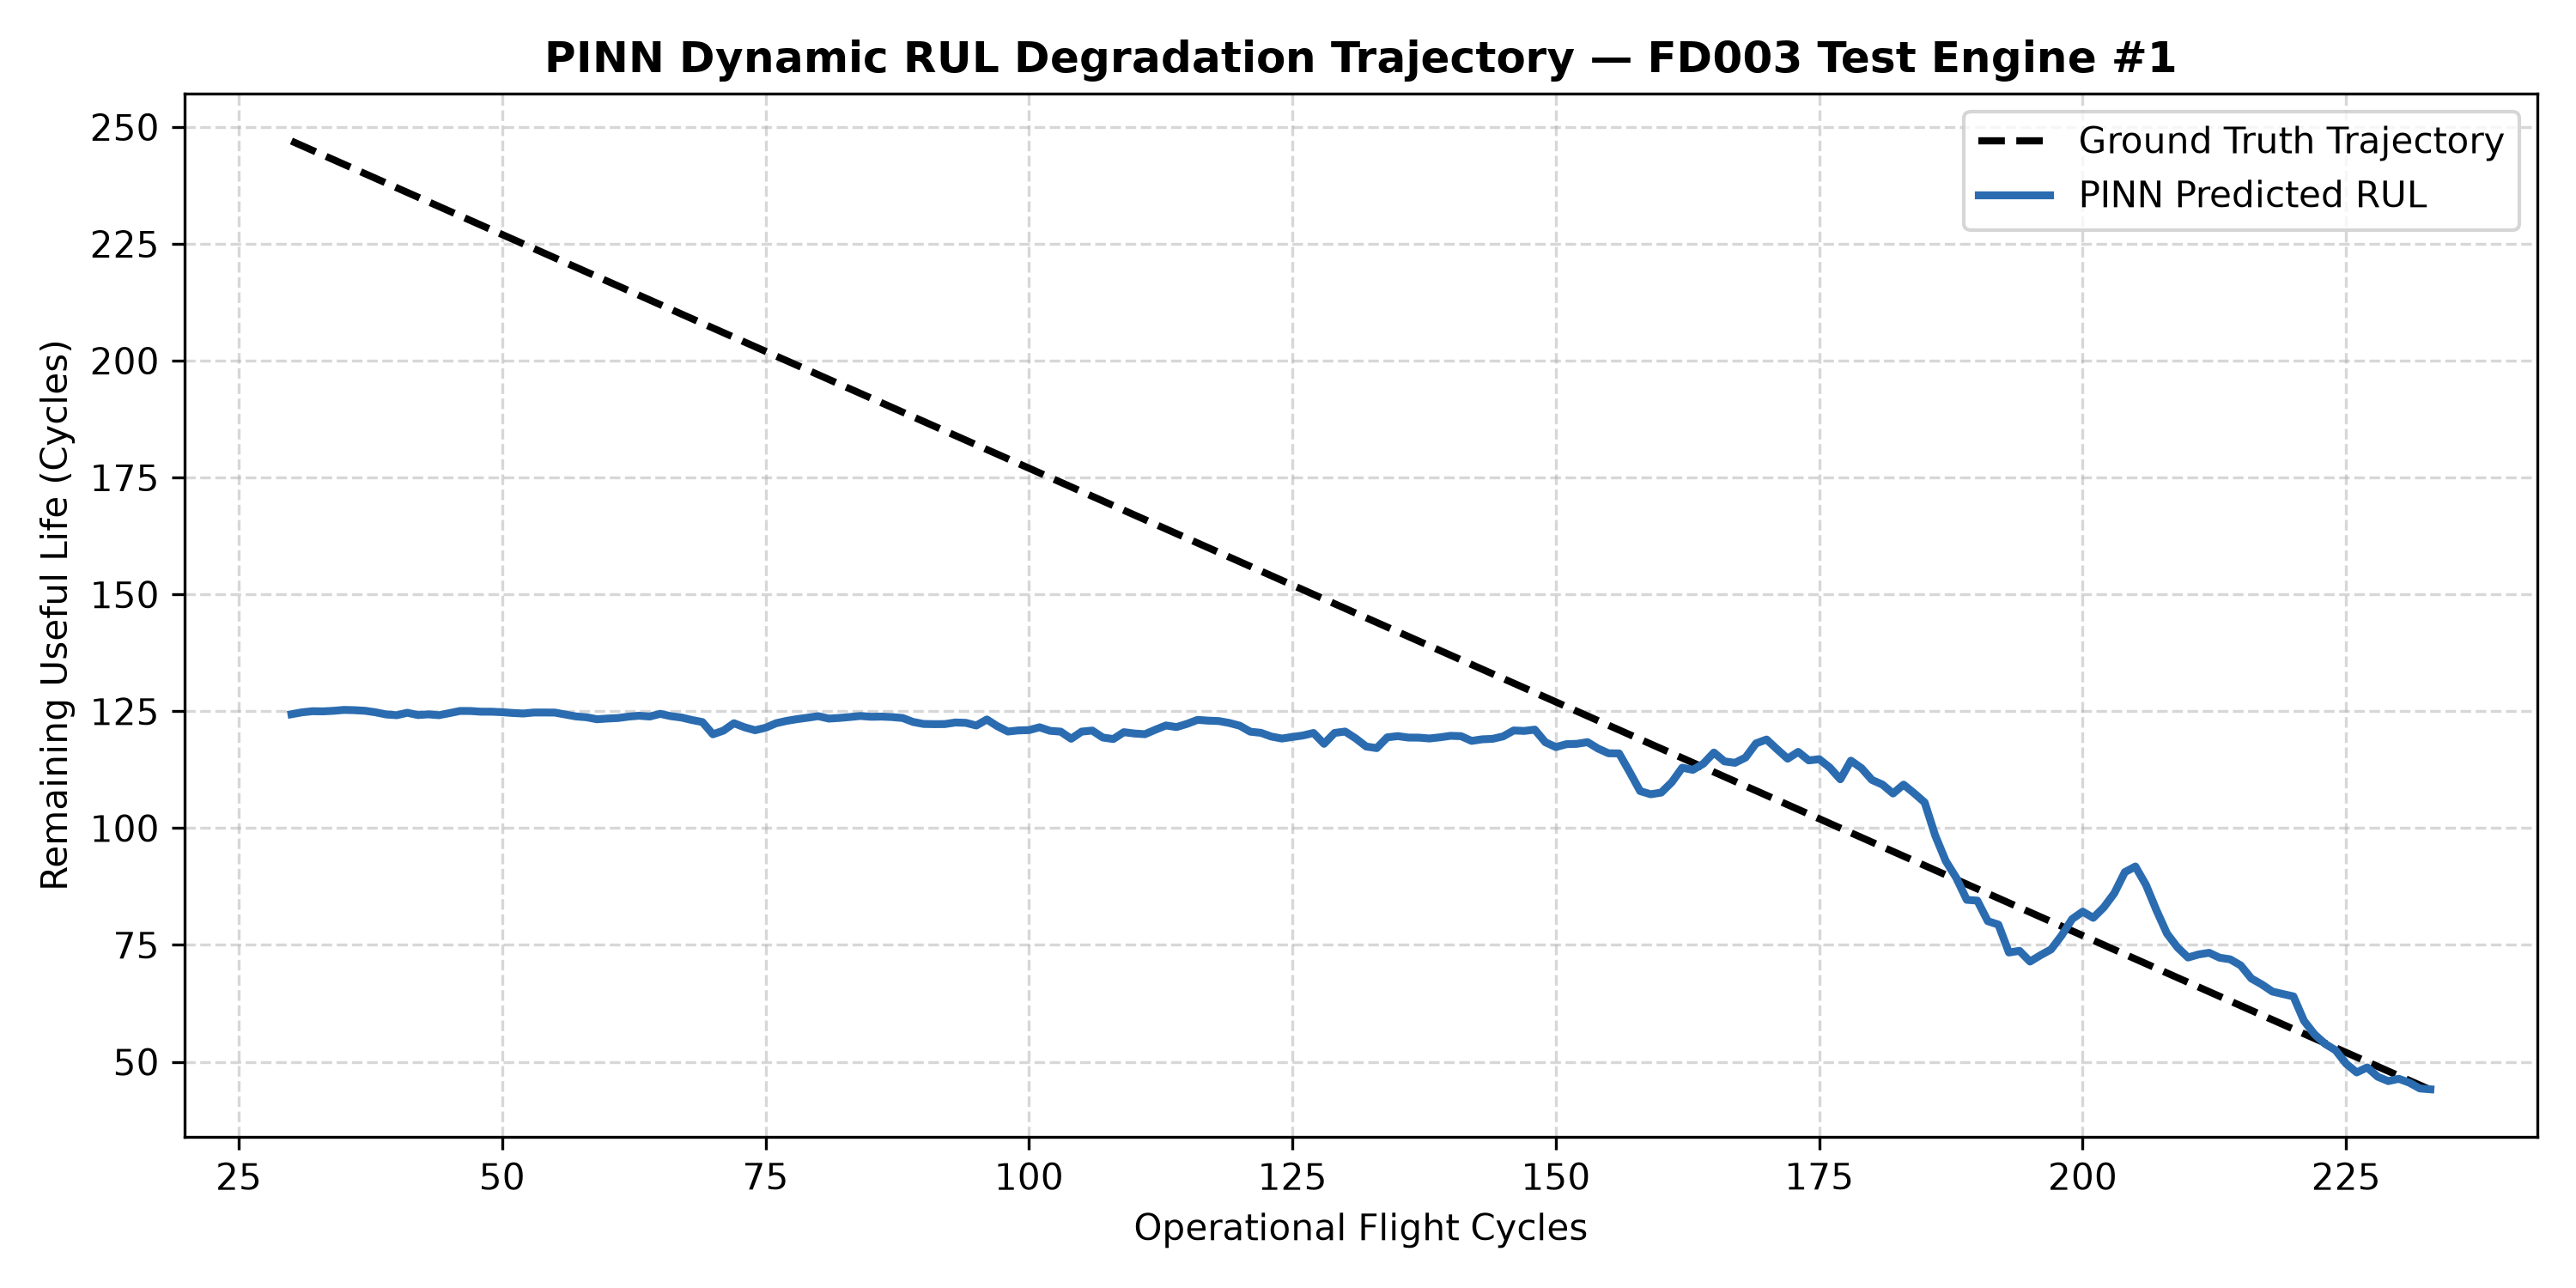 PINN Dynamic RUL Degradation Trajectory — FD003 Test Engine #1
Ground Truth Trajectory
PINN Predicted RUL
Remaining Useful Life (Cycles)
250
225
200
175
150
125
100
75
50
25 50 75 100 125 150 175 200 225
Operational Flight Cycles